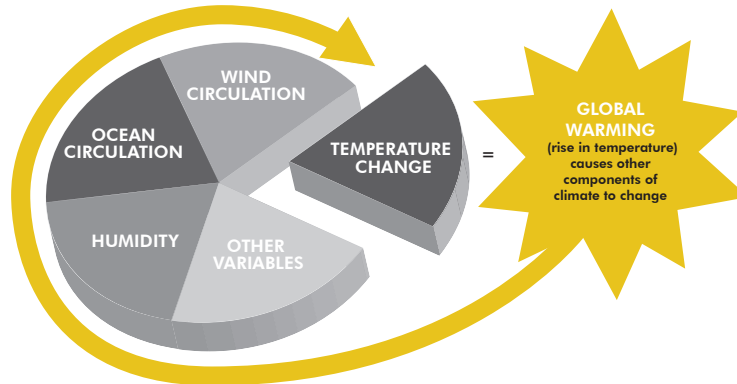 WIND
CIRCULATION
OCEAN
CIRCULATION
TEMPERATURE
CHANGE
HUMIDITY
OTHER
VARIABLES
=
GLOBAL
WARMING
(rise in temperature)
causes other
components of
climate to change